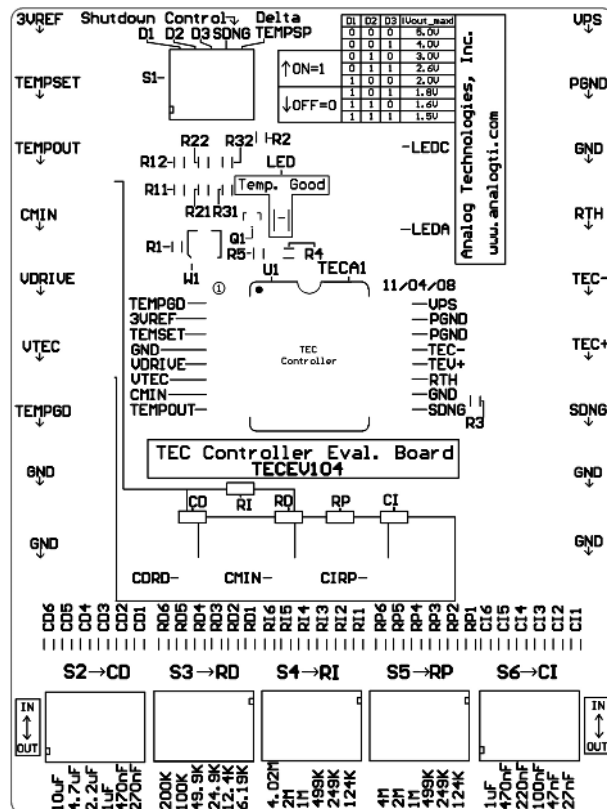 3VREF
Shutdown Control
Delta
D1 D2 D3 SDNG TEMPSP
S1-
D1 D2 D3 |Vout_max|
0 0 0 5.0V
0 0 1 4.0V
0 1 0 3.0V
0 1 1 2.6V
1 0 0 2.0V
1 0 1 1.8V
1 1 0 1.6V
1 1 1 1.5V
↑ON=1
↓OFF=0
Analog Technologies, Inc.
www.analogti.com
VPS
TEMPSET
PGND
TEMPOUT
GND
CMIN
RTH
VDRIVE
TEC-
VTEC
TEC+
TEMPGD
SDNG
GND
GND
GND
GND
R22 R32 R2
R12
LED
-LEDC
R11
Temp. Good
R21 R31
Q1
-LEDA
R1
R5
R4
W1
U1 TECA1
① 11/04/08
TEMPGD
3VREF
TEMSET
GND
VDRIVE
VTEC
CMIN
TEMPOUT
TEC
Controller
VPS
PGND
PGND
TEC-
TEV+
RTH
GND
SDNG
R3
TEC Controller Eval. Board
TECEV104
CD RI RD RP CI
CDRD- CMIN- CIRP-
CD6 CD5 CD4 CD3 CD2 CD1
RD6 RD5 RD4 RD3 RD2 RD1
RI6 RI5 RI4 RI3 RI2 RI1
RP6 RP5 RP4 RP3 RP2 RP1
CI6 CI5 CI4 CI3 CI2 CI1
S2→CD S3→RD S4→RI S5→RP S6→CI
IN
OUT
IN
OUT
10uF 4.7uF 2.2uF 1uF 470nF 270nF
200K 100K 49.9K 24.9K 12.4K 6.19K
4.02M 2M 1M 499K 249K 124K
4M 2M 1M 499K 249K 124K
1uF 470nF 220nF 100nF 47nF 27nF